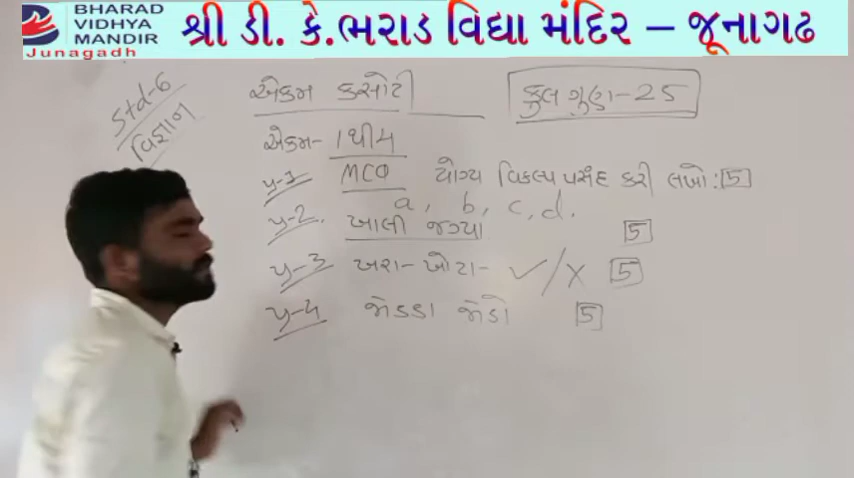 BHARAD
VIDHYA
MANDIR
Junagadh
શ્રી ડી. કે.ભરાડ વિદ્યા મંદિર – જૂનાગઢ
Std-6
વિજ્ઞાન
એકમ કસોટી
કુલ ગુણ-25
એકમ- 1 થી 4
પ્ર-1 MCQ યોગ્ય વિકલ્પ પસંદ કરી લખો: 5
a, b, c, d.
પ્ર-2. ખાલી જગ્યા 5
પ્ર-3 ખરા-ખોટા- ✓/X 5
પ્ર-4 જોડકા જોડો 5